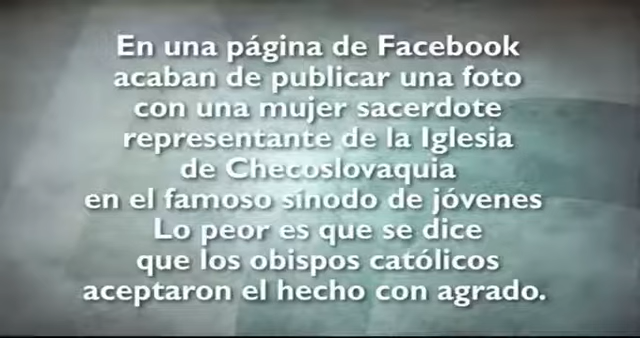 En una página de Facebook
acaban de publicar una foto
con una mujer sacerdote
representante de la Iglesia
de Checoslovaquia
en el famoso sínodo de jóvenes
Lo peor es que se dice
que los obispos católicos
aceptaron el hecho con agrado.